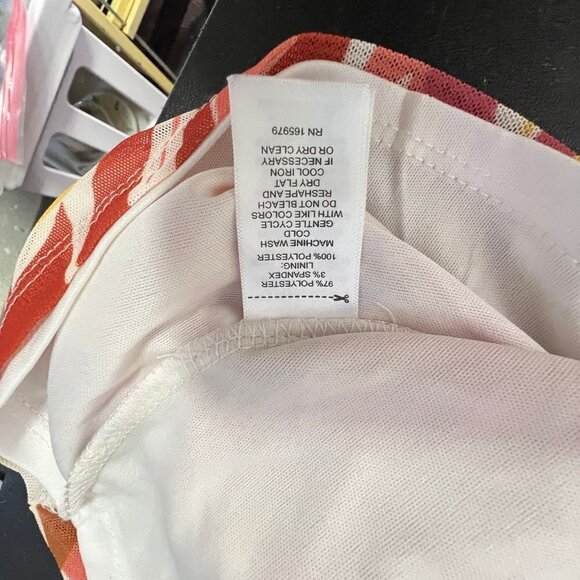 97% POLYESTER
3% SPANDEX
LINING:
100% POLYESTER
MACHINE WASH
COLD
GENTLE CYCLE
WITH LIKE COLORS
DO NOT BLEACH
RESHAPE AND
DRY FLAT
COOL IRON
IF NECESSARY
OR DRY CLEAN
RN 165979